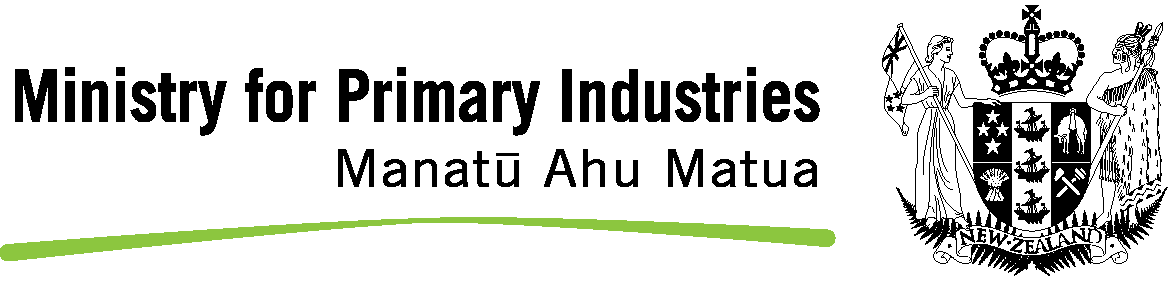 Ministry for Primary Industries
Manatū Ahu Matua
NEW·ZEALAND